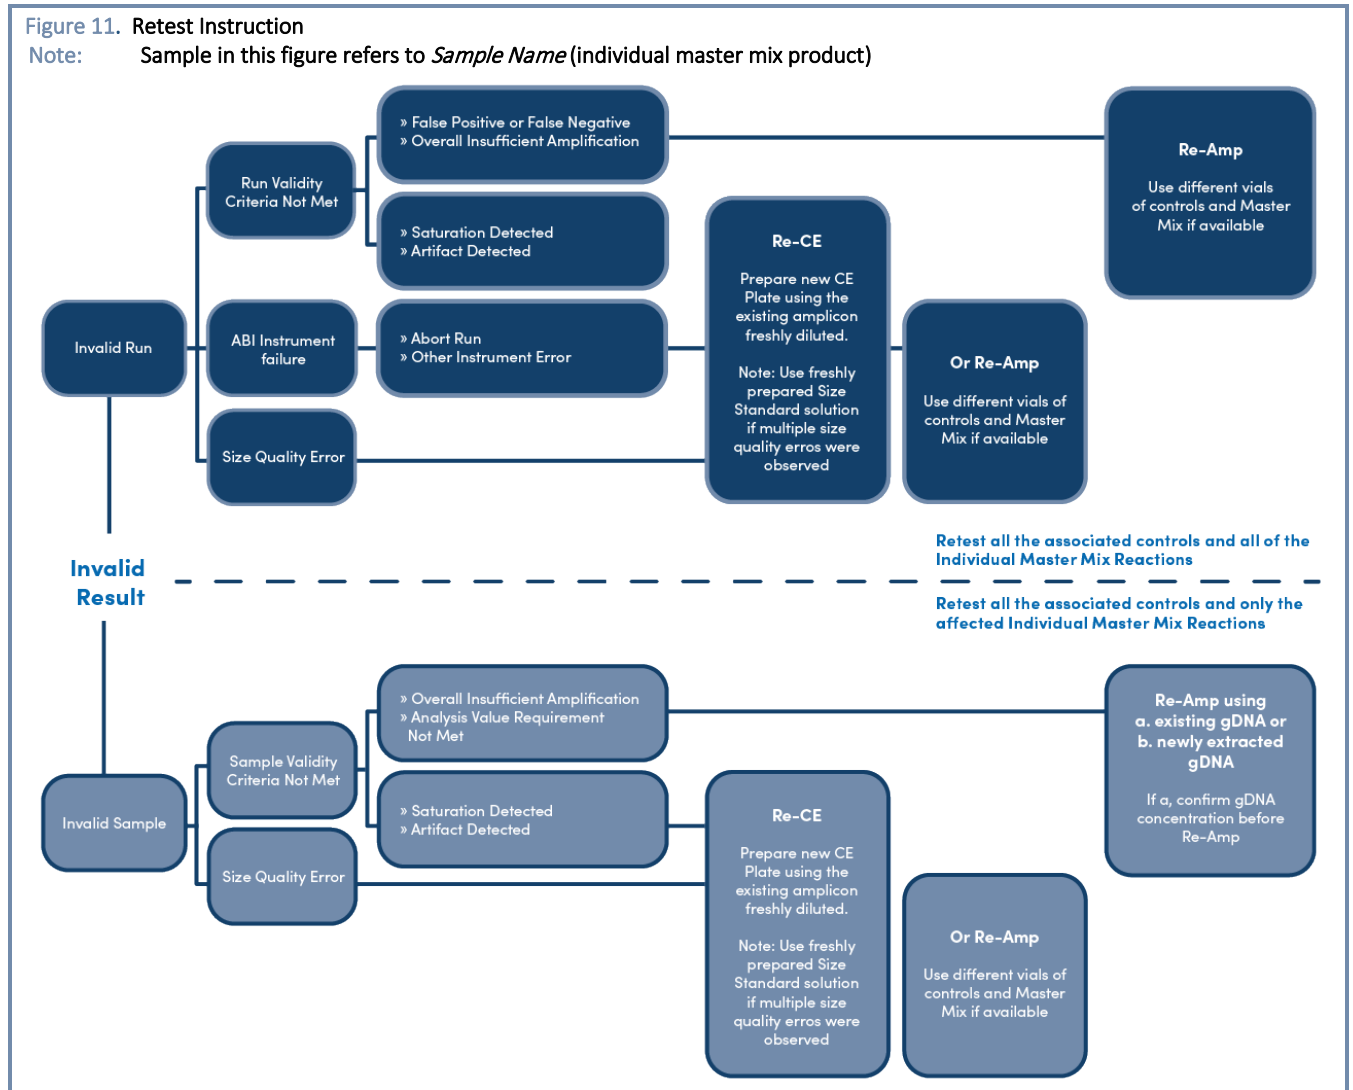 Figure 11. Retest Instruction
Note: Sample in this figure refers to Sample Name (individual master mix product)
» False Positive or False Negative
» Overall Insufficient Amplification
Re-Amp
Use different vials
of controls and Master
Mix if available
Run Validity
Criteria Not Met
» Saturation Detected
» Artifact Detected
Re-CE
Prepare new CE
Plate using the
existing amplicon
freshly diluted.
Note: Use freshly
prepared Size
Standard solution
if multiple size
quality erros were
observed
Invalid Run
ABI Instrument
failure
» Abort Run
» Other Instrument Error
Or Re-Amp
Use different vials of
controls and Master
Mix if available
Size Quality Error
Invalid
Result
Retest all the associated controls and all of the
Individual Master Mix Reactions
Retest all the associated controls and only the
affected Individual Master Mix Reactions
» Overall Insufficient Amplification
» Analysis Value Requirement
Not Met
Re-Amp using
a. existing gDNA or
b. newly extracted
gDNA
If a, confirm gDNA
concentration before
Re-Amp
Sample Validity
Criteria Not Met
Invalid Sample
» Saturation Detected
» Artifact Detected
Re-CE
Prepare new CE
Plate using the
existing amplicon
freshly diluted.
Note: Use freshly
prepared Size
Standard solution
if multiple size
quality erros were
observed
Size Quality Error
Or Re-Amp
Use different vials of
controls and Master
Mix if available